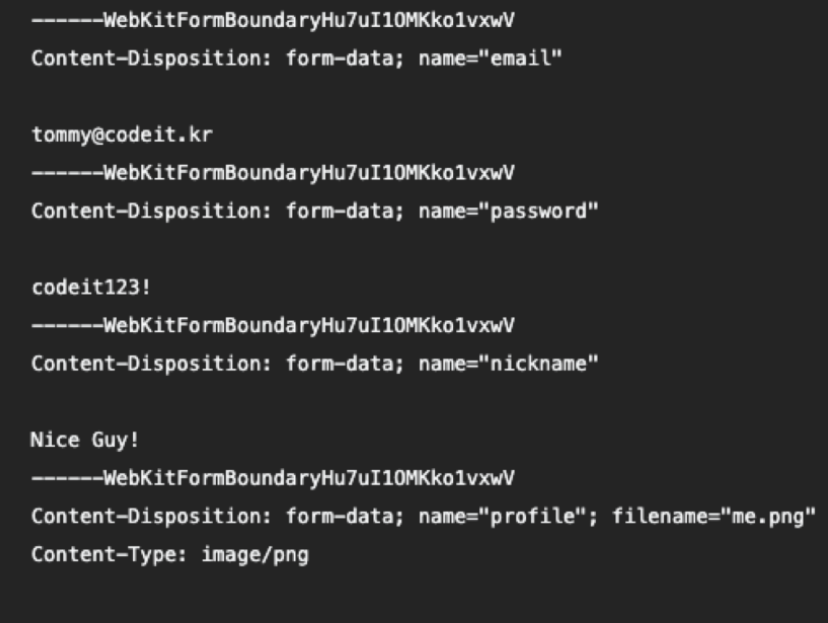 ------WebKitFormBoundaryHu7uI1OMKko1vxwV
Content-Disposition: form-data; name="email"
tommy@codeit.kr
------WebKitFormBoundaryHu7uI1OMKko1vxwV
Content-Disposition: form-data; name="password"
codeit123!
------WebKitFormBoundaryHu7uI1OMKko1vxwV
Content-Disposition: form-data; name="nickname"
Nice Guy!
------WebKitFormBoundaryHu7uI1OMKko1vxwV
Content-Disposition: form-data; name="profile"; filename="me.png"
Content-Type: image/png